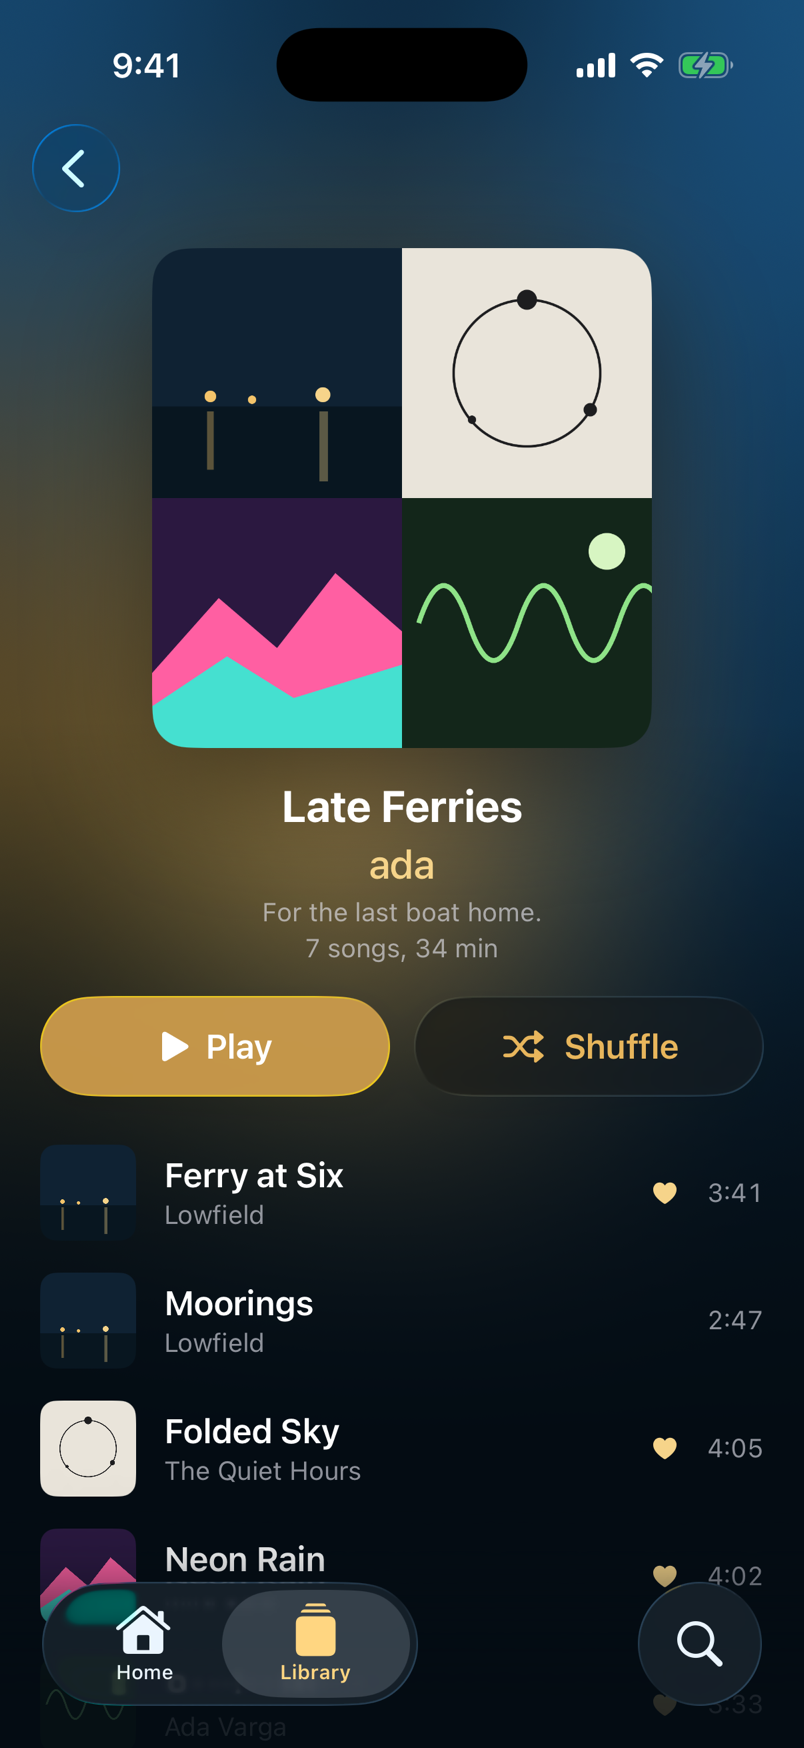 9:41
Late Ferries
ada
For the last boat home.
7 songs, 34 min
Play
Shuffle
Ferry at Six
Lowfield
3:41
Moorings
Lowfield
2:47
Folded Sky
The Quiet Hours
4:05
Neon Rain
4:02
Home
Library
3:33
Ada Varga